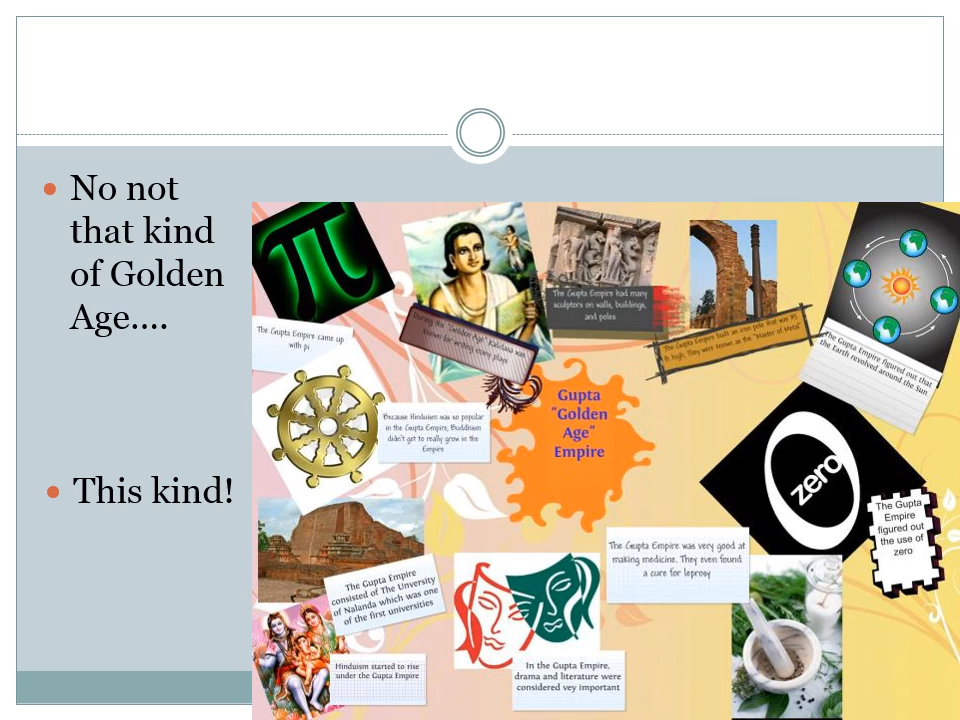 No not
that kind
of Golden
Age....
This kind!
The Gupta Empire came up
with pi
During the "Golden Age" Kalidasa was
known for writing many plays
The Gupta Empire had many
sculptors on walls, buildings,
and poles
The Gupta Empire built an iron pole that was
ft high. They were known as the "Master of Metal"
The Gupta Empire figured out that
the Earth revolved around the Sun
Because Hinduism was so popular
in the Gupta Empire, Buddhism
didn't get to really grow in the
Empire
Gupta
"Golden
Age"
Empire
zero
The Gupta
Empire
figured out
the use of
zero
The Gupta Empire
consisted of The Unversity
of Nalanda which was one
of the first universities
The Gupta Empire was very good at
making medicine. They even found
a cure for leprosy
Hinduism started to rise
under the Gupta Empire
In the Gupta Empire,
drama and literature were
considered vey important